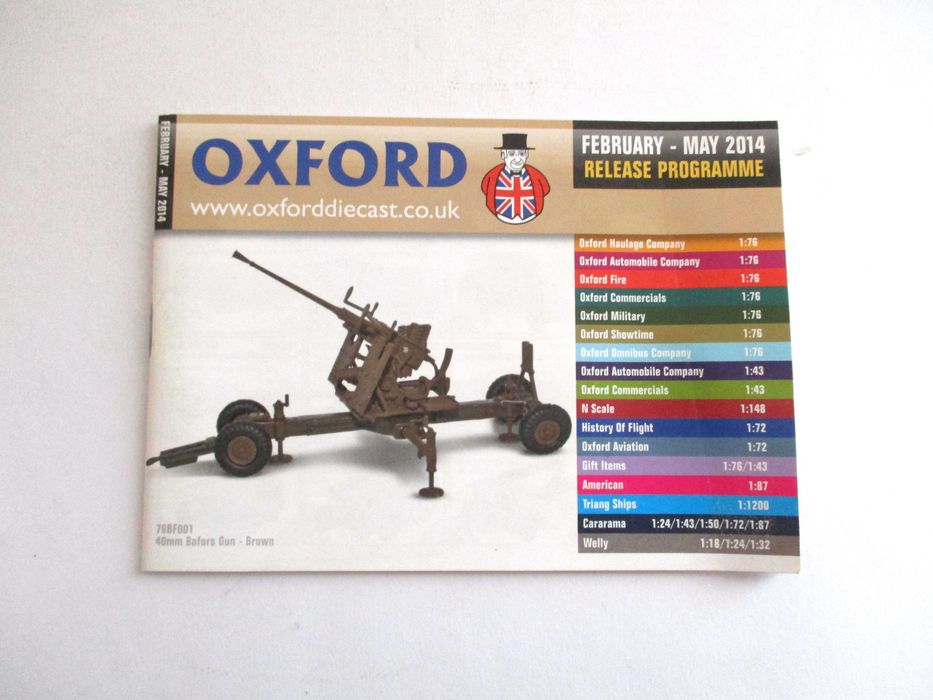 FEBRUARY - MAY 2014
OXFORD
www.oxforddiecast.co.uk
FEBRUARY - MAY 2014
RELEASE PROGRAMME
Oxford Haulage Company 1:76
Oxford Automobile Company 1:76
Oxford Fire 1:76
Oxford Commercials 1:76
Oxford Military 1:76
Oxford Showtime 1:76
Oxford Omnibus Company 1:76
Oxford Automobile Company 1:43
Oxford Commercials 1:43
N Scale 1:148
History Of Flight 1:72
Oxford Aviation 1:72
Gift Items 1:76/1:43
American 1:87
Triang Ships 1:1200
Cararama 1:24/1:43/1:50/1:72/1:87
Welly 1:18/1:24/1:32
76BF001
40mm Bofors Gun - Brown